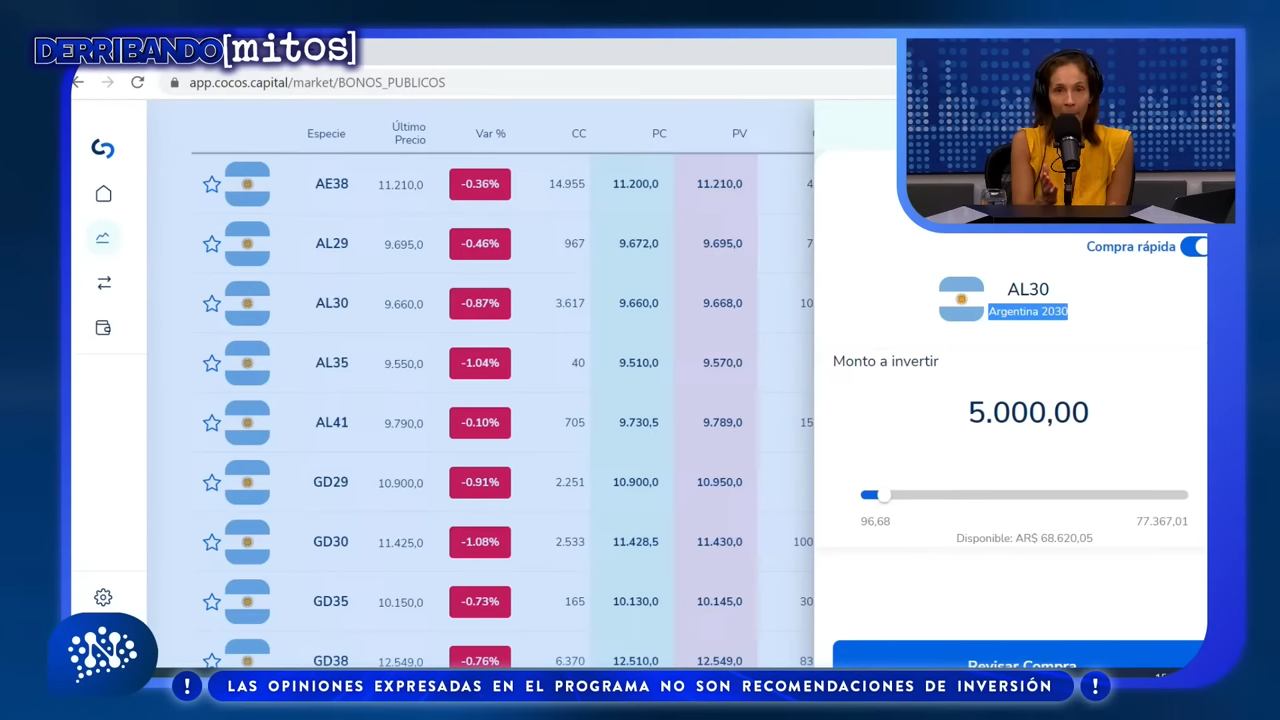 DERRIBANDO[mitos]
app.cocos.capital/market/BONOS_PUBLICOS
Especie Último Precio Var % CC PC PV
AE38 11.210,0 -0.36% 14.955 11.200,0 11.210,0 4
AL29 9.695,0 -0.46% 967 9.672,0 9.695,0 7
AL30 9.660,0 -0.87% 3.617 9.660,0 9.668,0 10
AL35 9.550,0 -1.04% 40 9.510,0 9.570,0
AL41 9.790,0 -0.10% 705 9.730,5 9.789,0 15
GD29 10.900,0 -0.91% 2.251 10.900,0 10.950,0
GD30 11.425,0 -1.08% 2.533 11.428,5 11.430,0 100
GD35 10.150,0 -0.73% 165 10.130,0 10.145,0 30
GD38 12.549,0 -0.76% 6.370 12.510,0 12.549,0 83
Compra rápida
AL30
Argentina 2030
Monto a invertir
5.000,00
96,68 77.367,01
Disponible: ARS 68.620,05
Revisar Compra
N
! LAS OPINIONES EXPRESADAS EN EL PROGRAMA NO SON RECOMENDACIONES DE INVERSIÓN !